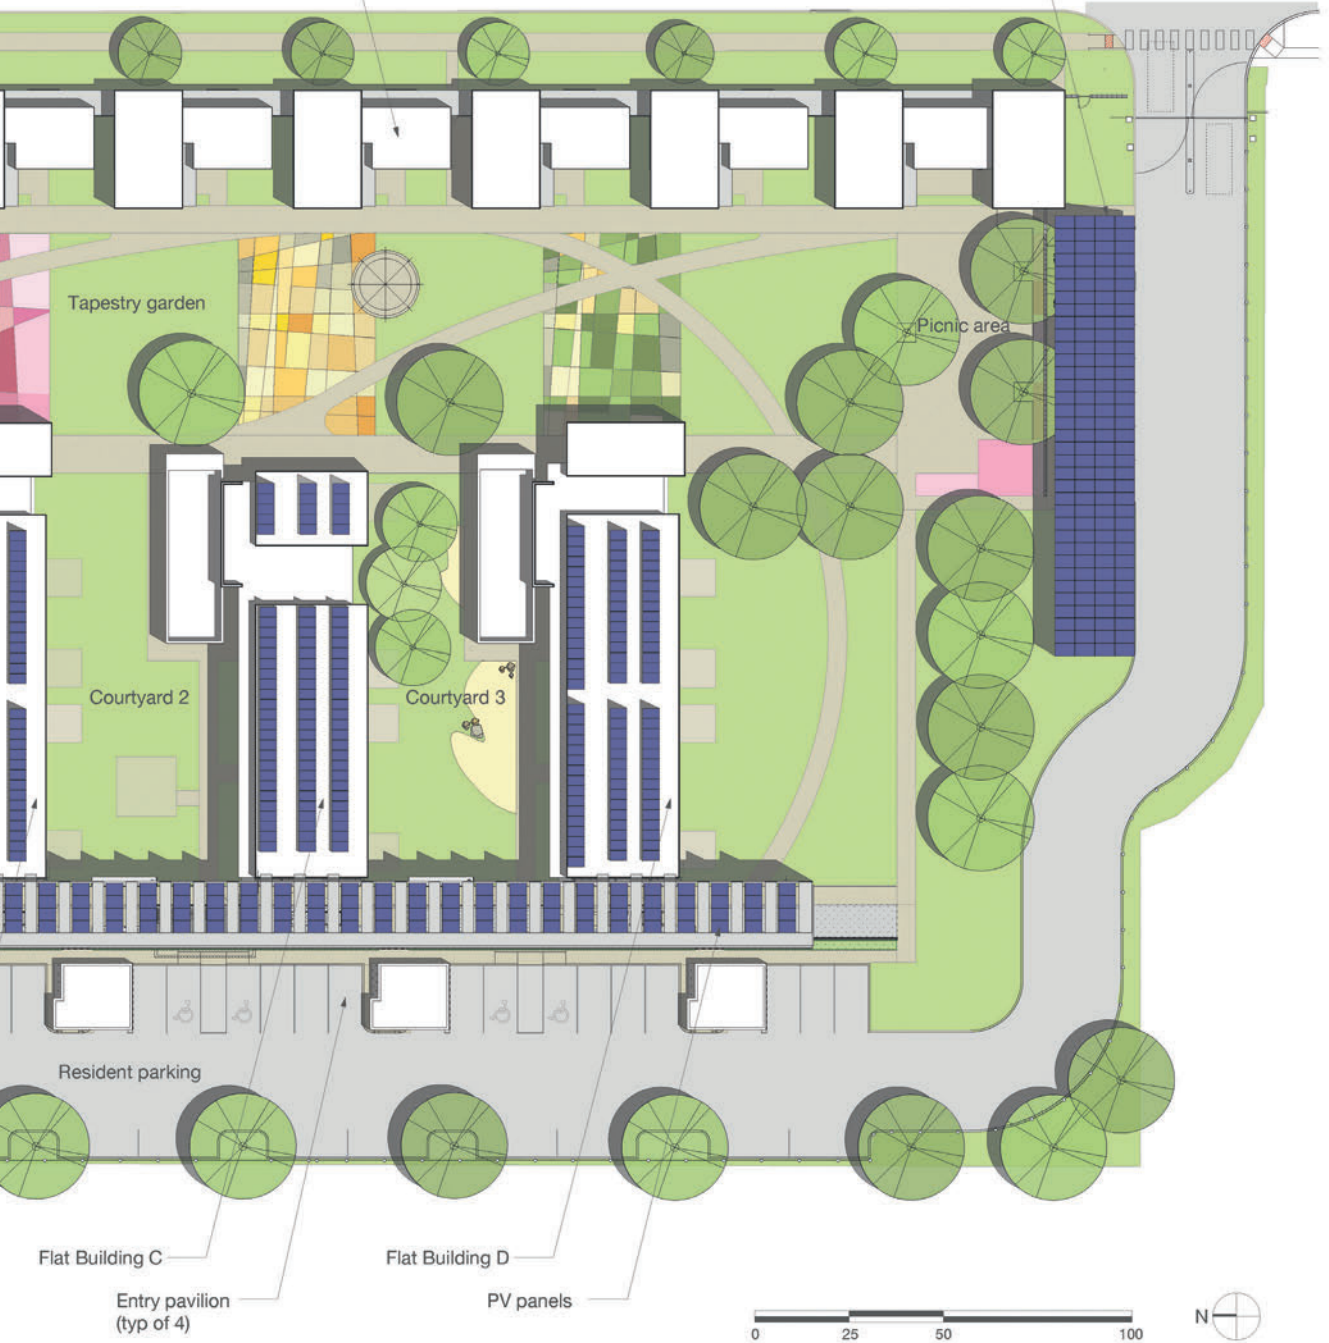 Tapestry garden
Picnic area
Courtyard 2
Courtyard 3
Resident parking
Flat Building C
Flat Building D
Entry pavilion
(typ of 4)
PV panels
0 25 50 100
N